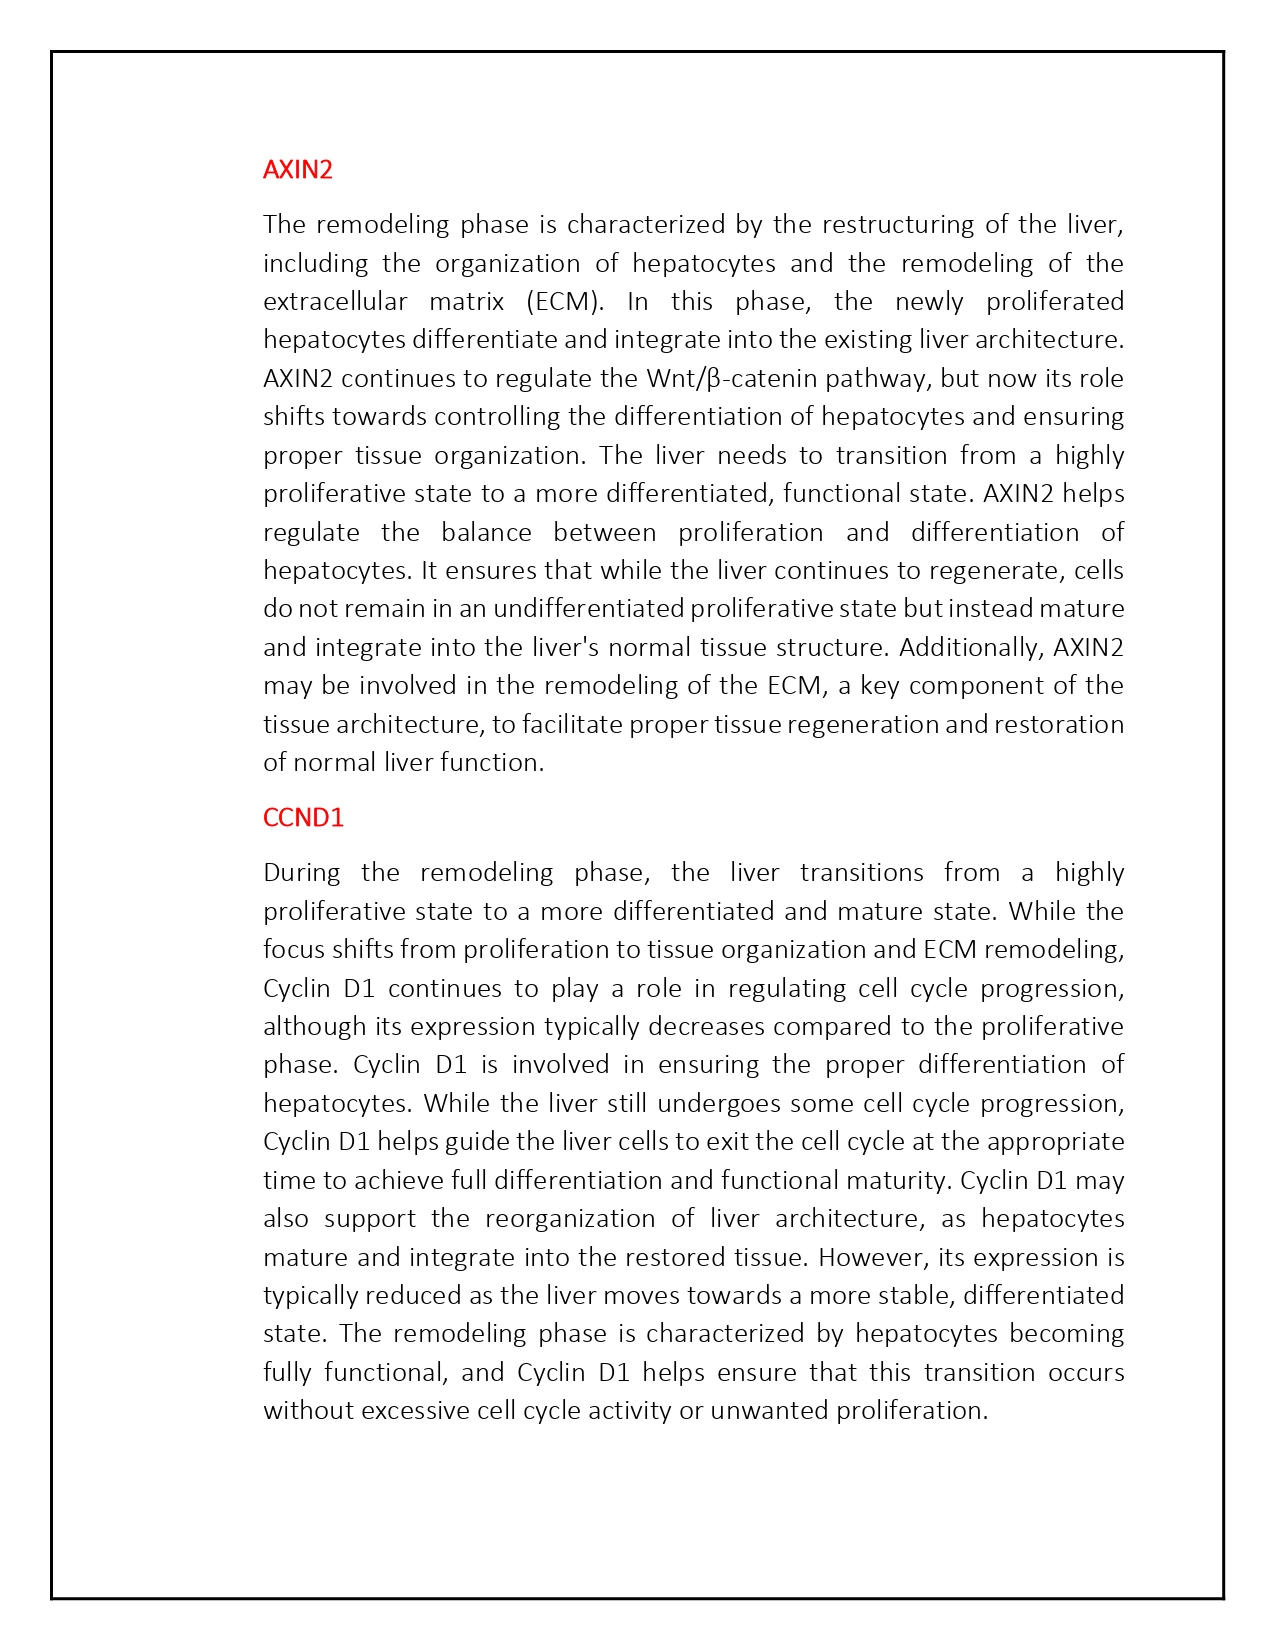 AXIN2
The remodeling phase is characterized by the restructuring of the liver,
including the organization of hepatocytes and the remodeling of the
extracellular matrix (ECM). In this phase, the newly proliferated
hepatocytes differentiate and integrate into the existing liver architecture.
AXIN2 continues to regulate the Wnt/β-catenin pathway, but now its role
shifts towards controlling the differentiation of hepatocytes and ensuring
proper tissue organization. The liver needs to transition from a highly
proliferative state to a more differentiated, functional state. AXIN2 helps
regulate the balance between proliferation and differentiation of
hepatocytes. It ensures that while the liver continues to regenerate, cells
do not remain in an undifferentiated proliferative state but instead mature
and integrate into the liver's normal tissue structure. Additionally, AXIN2
may be involved in the remodeling of the ECM, a key component of the
tissue architecture, to facilitate proper tissue regeneration and restoration
of normal liver function.
CCND1
During the remodeling phase, the liver transitions from a highly
proliferative state to a more differentiated and mature state. While the
focus shifts from proliferation to tissue organization and ECM remodeling,
Cyclin D1 continues to play a role in regulating cell cycle progression,
although its expression typically decreases compared to the proliferative
phase. Cyclin D1 is involved in ensuring the proper differentiation of
hepatocytes. While the liver still undergoes some cell cycle progression,
Cyclin D1 helps guide the liver cells to exit the cell cycle at the appropriate
time to achieve full differentiation and functional maturity. Cyclin D1 may
also support the reorganization of liver architecture, as hepatocytes
mature and integrate into the restored tissue. However, its expression is
typically reduced as the liver moves towards a more stable, differentiated
state. The remodeling phase is characterized by hepatocytes becoming
fully functional, and Cyclin D1 helps ensure that this transition occurs
without excessive cell cycle activity or unwanted proliferation.